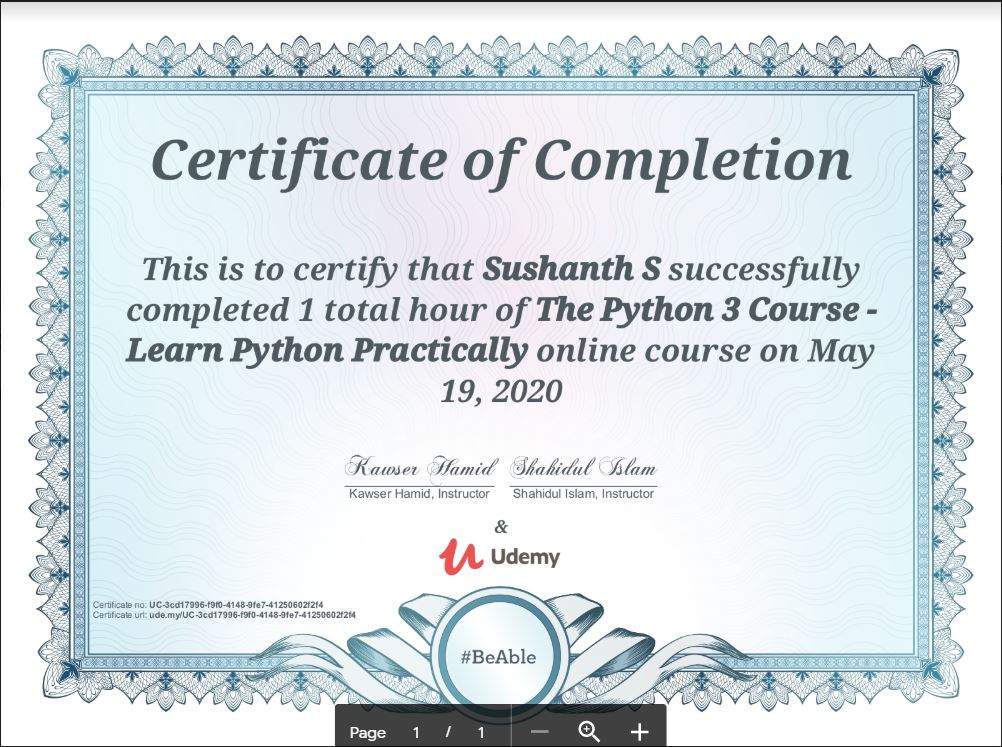 Certificate of Completion
This is to certify that Sushanth S successfully
completed 1 total hour of The Python 3 Course -
Learn Python Practically online course on May
19, 2020
Kawser Hamid Shahidul Islam
Kawser Hamid, Instructor Shahidul Islam, Instructor
&
Udemy
Certificate no: UC-3cd17996-f9f0-4148-9fe7-41250602f2f4
Certificate url: ude.my/UC-3cd17996-f9f0-4148-9fe7-41250602f2f4
#BeAble
Page 1 / 1